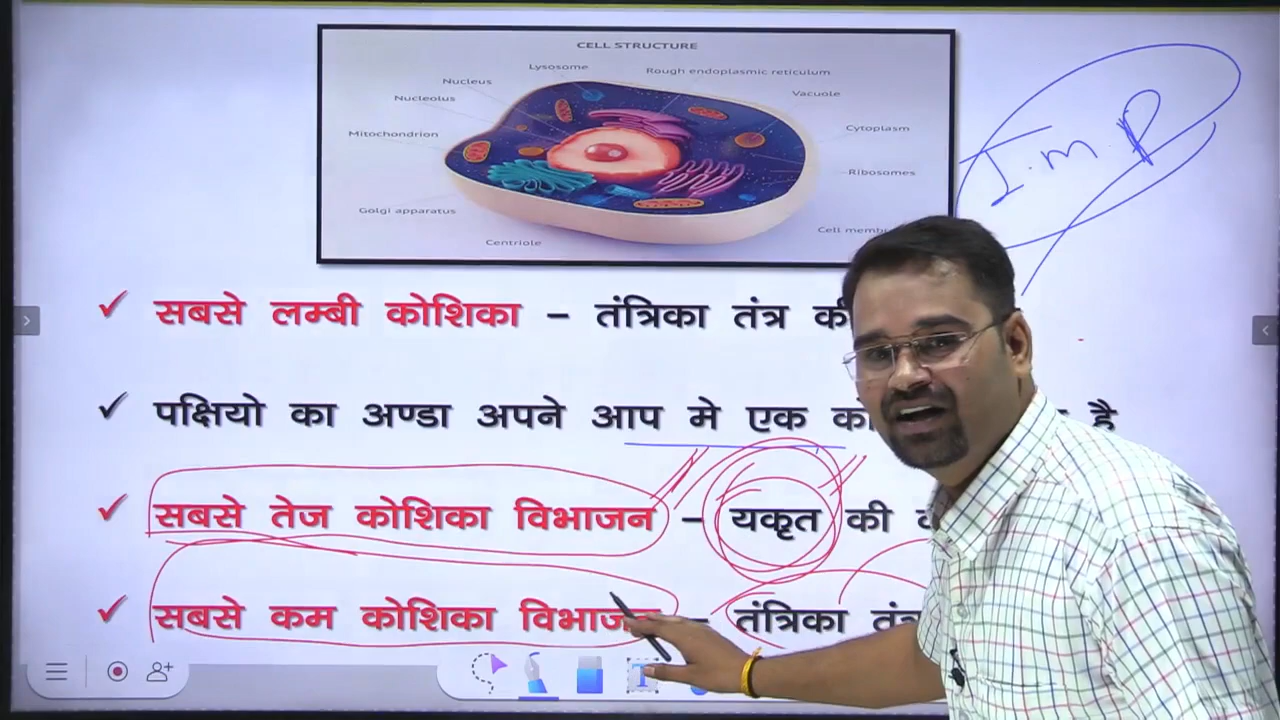 CELL STRUCTURE
Lysosome
Rough endoplasmic reticulum
Nucleus
Vacuole
Nucleolus
Cytoplasm
Mitochondrion
Ribosomes
Golgi apparatus
Cell
Centriole
I.M.P
✓ सबसे लम्बी कोशिका – तंत्रिका तंत्र की
✓ पक्षियो का अण्डा अपने आप मे एक है
✓ सबसे तेज कोशिका विभाजन – यकृत की
✓ सबसे कम कोशिका विभाजन – तंत्रिका
T